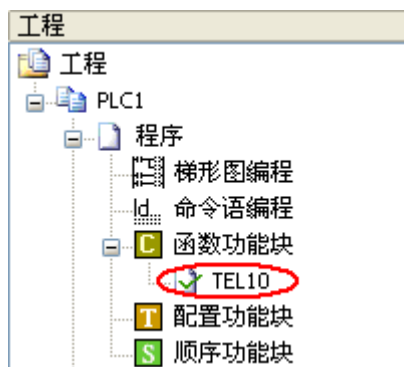 工程
工程
PLC1
程序
梯形图编程
ld... 命令语编程
C 函数功能块
TEL10
T 配置功能块
S 顺序功能块